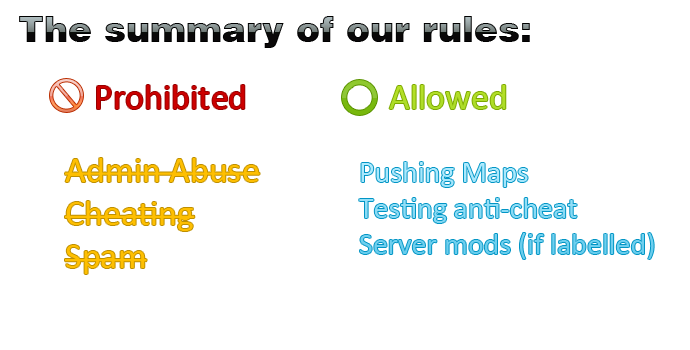 The summary of our rules:
Prohibited
Admin Abuse
Cheating
Spam
Allowed
Pushing Maps
Testing anti-cheat
Server mods (if labelled)